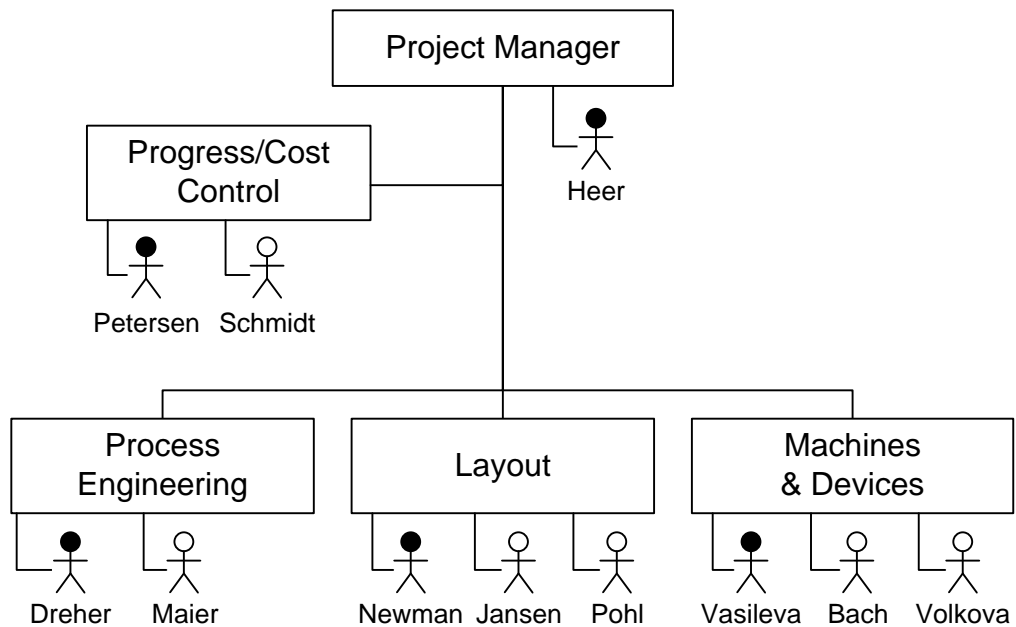 Project Manager
Heer
Progress/Cost
Control
Petersen Schmidt
Process
Engineering
Layout
Machines
& Devices
Dreher Maier Newman Jansen Pohl Vasileva Bach Volkova